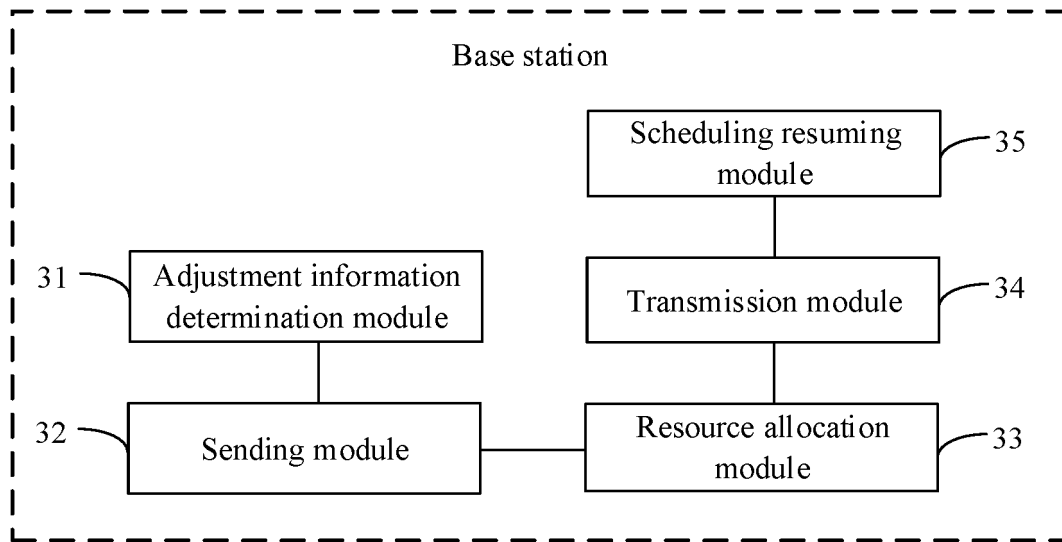 Base station
Scheduling resuming
module
35
31
Adjustment information
determination module
Transmission module
34
32
Sending module
Resource allocation
module
33